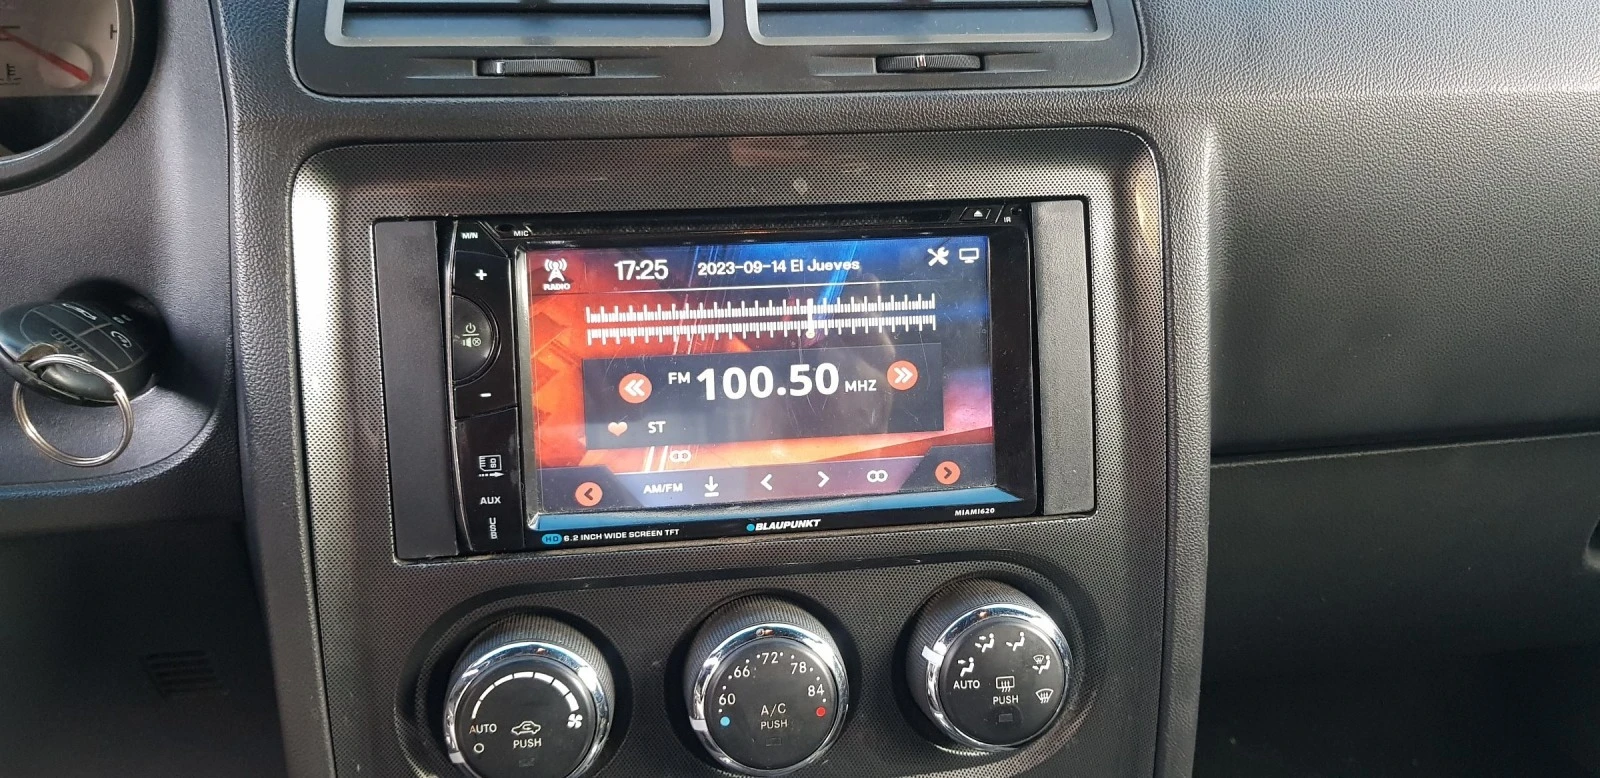 H
E
M/N
MIC
IR
RADIO
17:25
2023-09-14 El Jueves
FM 100.50 MHZ
ST
AM/FM
SD
AUX
USB
HD 6.2 INCH WIDE SCREEN TFT
BLAUPUNKT
MIAMI620
AUTO
PUSH
60 66 72 78 84
A/C
PUSH
AUTO
PUSH